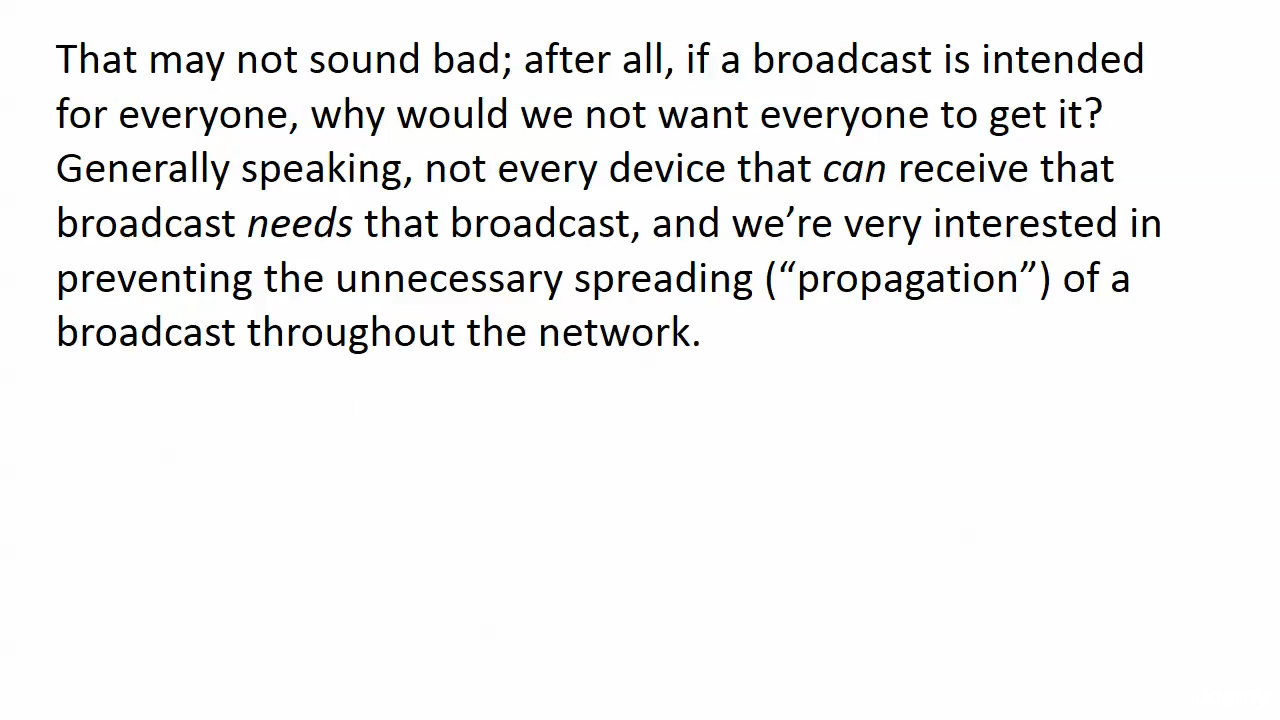 That may not sound bad; after all, if a broadcast is intended
for everyone, why would we not want everyone to get it?
Generally speaking, not every device that can receive that
broadcast needs that broadcast, and we’re very interested in
preventing the unnecessary spreading (“propagation”) of a
broadcast throughout the network.